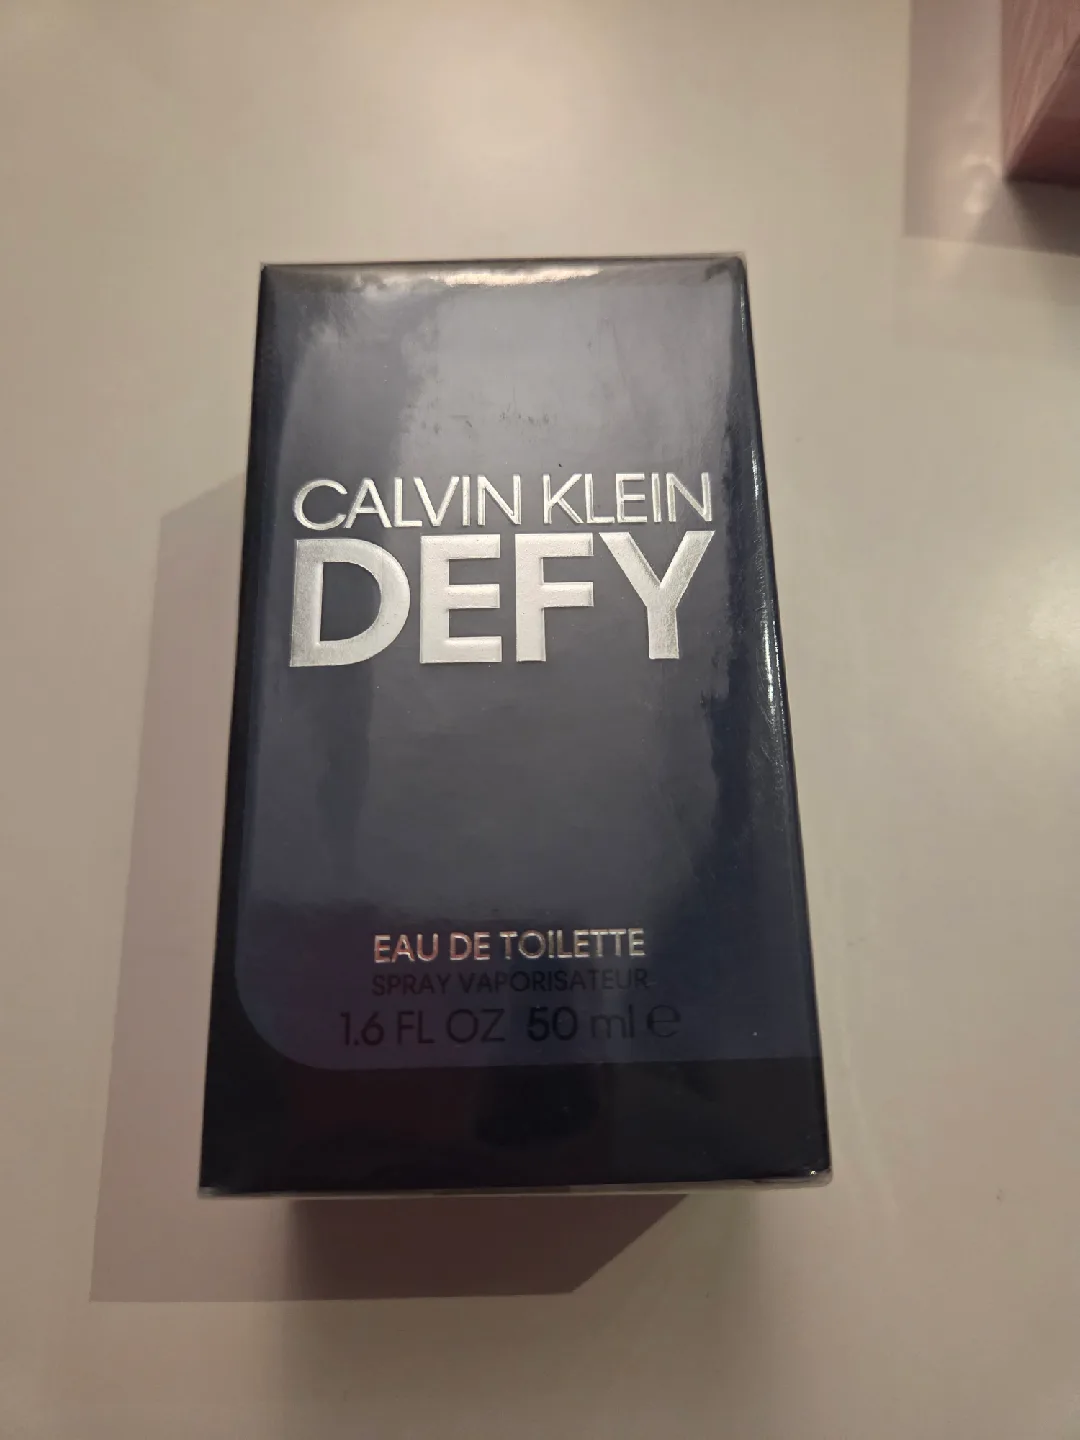 CALVIN KLEIN
DEFY
EAU DE TOILETTE
SPRAY VAPORISATEUR
1.6 FL OZ 50 ml ℮